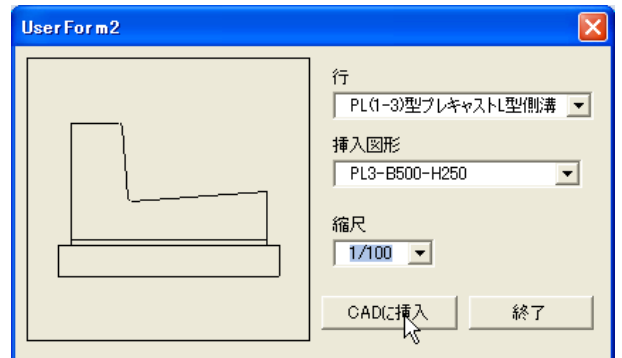 UserForm2
行
PL(1-3)型プレキャストL型側溝
挿入図形
PL3-B500-H250
縮尺
1/100
CADに挿入
終了